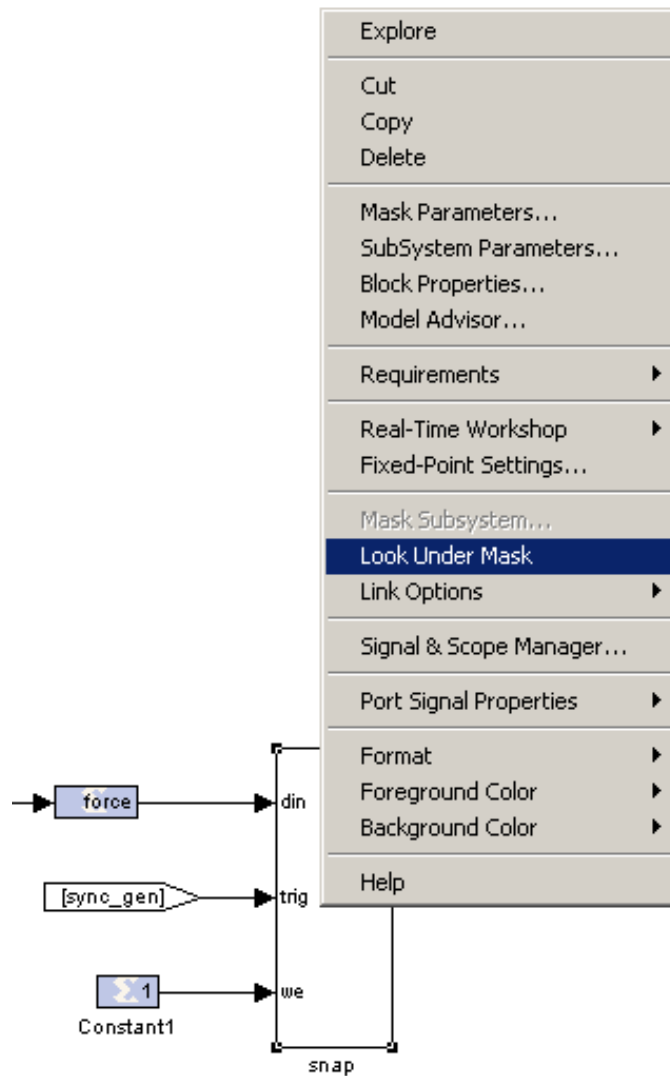 Explore
Cut
Copy
Delete
Mask Parameters...
SubSystem Parameters...
Block Properties...
Model Advisor...
Requirements
Real-Time Workshop
Fixed-Point Settings...
Mask Subsystem...
Look Under Mask
Link Options
Signal & Scope Manager...
Port Signal Properties
Format
Foreground Color
Background Color
Help
force
din
[sync_gen]
trig
1
we
Constant1
snap